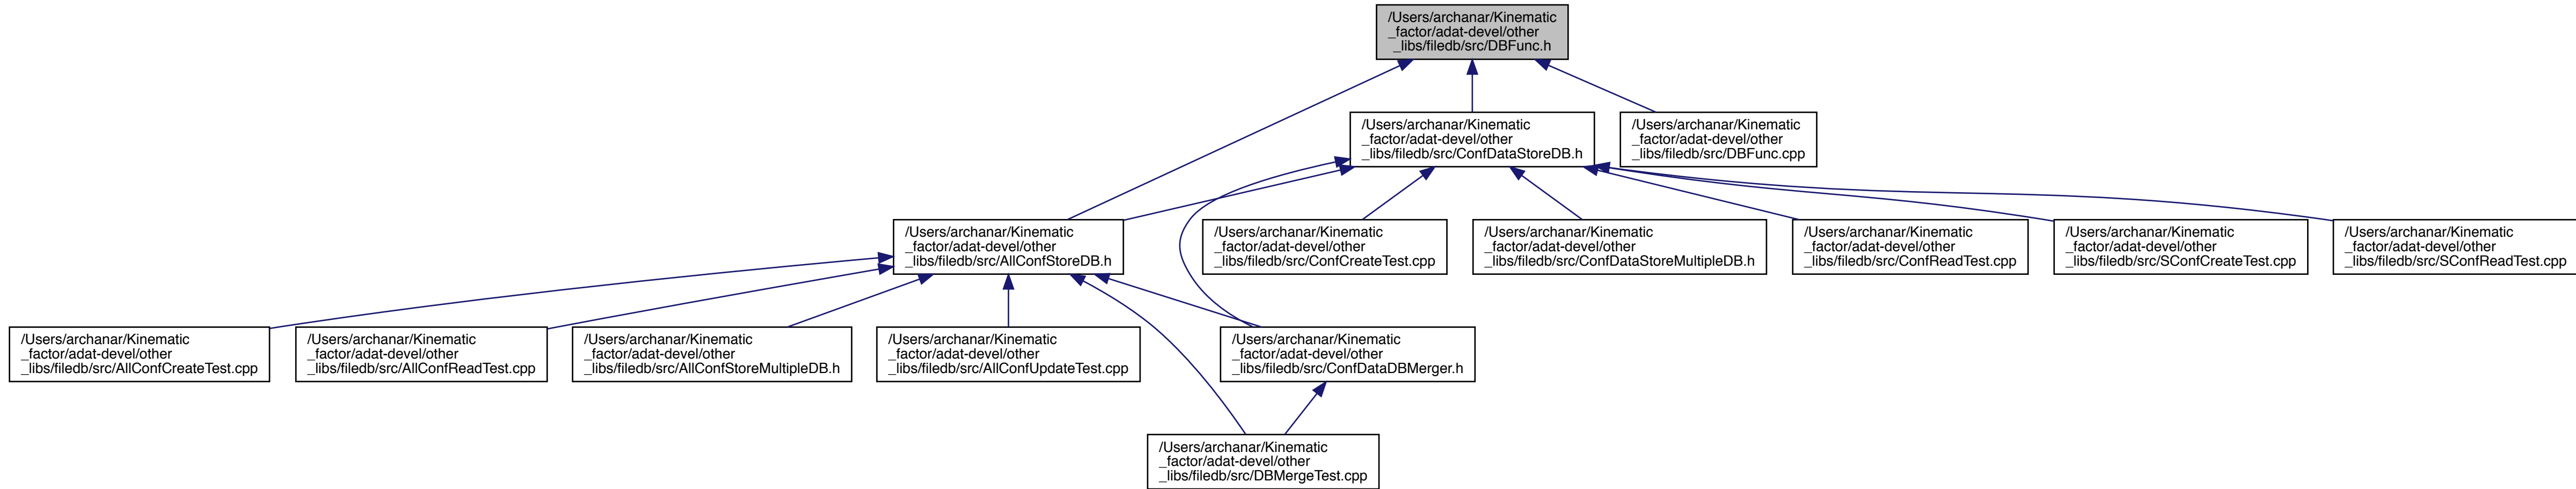 /Users/archanar/Kinematic
_factor/adat-devel/other
_libs/filedb/src/DBFunc.h
/Users/archanar/Kinematic
_factor/adat-devel/other
_libs/filedb/src/ConfDataStoreDB.h
/Users/archanar/Kinematic
_factor/adat-devel/other
_libs/filedb/src/DBFunc.cpp
/Users/archanar/Kinematic
_factor/adat-devel/other
_libs/filedb/src/AllConfStoreDB.h
/Users/archanar/Kinematic
_factor/adat-devel/other
_libs/filedb/src/ConfCreateTest.cpp
/Users/archanar/Kinematic
_factor/adat-devel/other
_libs/filedb/src/ConfDataStoreMultipleDB.h
/Users/archanar/Kinematic
_factor/adat-devel/other
_libs/filedb/src/ConfReadTest.cpp
/Users/archanar/Kinematic
_factor/adat-devel/other
_libs/filedb/src/SConfCreateTest.cpp
/Users/archanar/Kinematic
_factor/adat-devel/other
_libs/filedb/src/SConfReadTest.cpp
/Users/archanar/Kinematic
_factor/adat-devel/other
_libs/filedb/src/AllConfCreateTest.cpp
/Users/archanar/Kinematic
_factor/adat-devel/other
_libs/filedb/src/AllConfReadTest.cpp
/Users/archanar/Kinematic
_factor/adat-devel/other
_libs/filedb/src/AllConfStoreMultipleDB.h
/Users/archanar/Kinematic
_factor/adat-devel/other
_libs/filedb/src/AllConfUpdateTest.cpp
/Users/archanar/Kinematic
_factor/adat-devel/other
_libs/filedb/src/ConfDataDBMerger.h
/Users/archanar/Kinematic
_factor/adat-devel/other
_libs/filedb/src/DBMergeTest.cpp